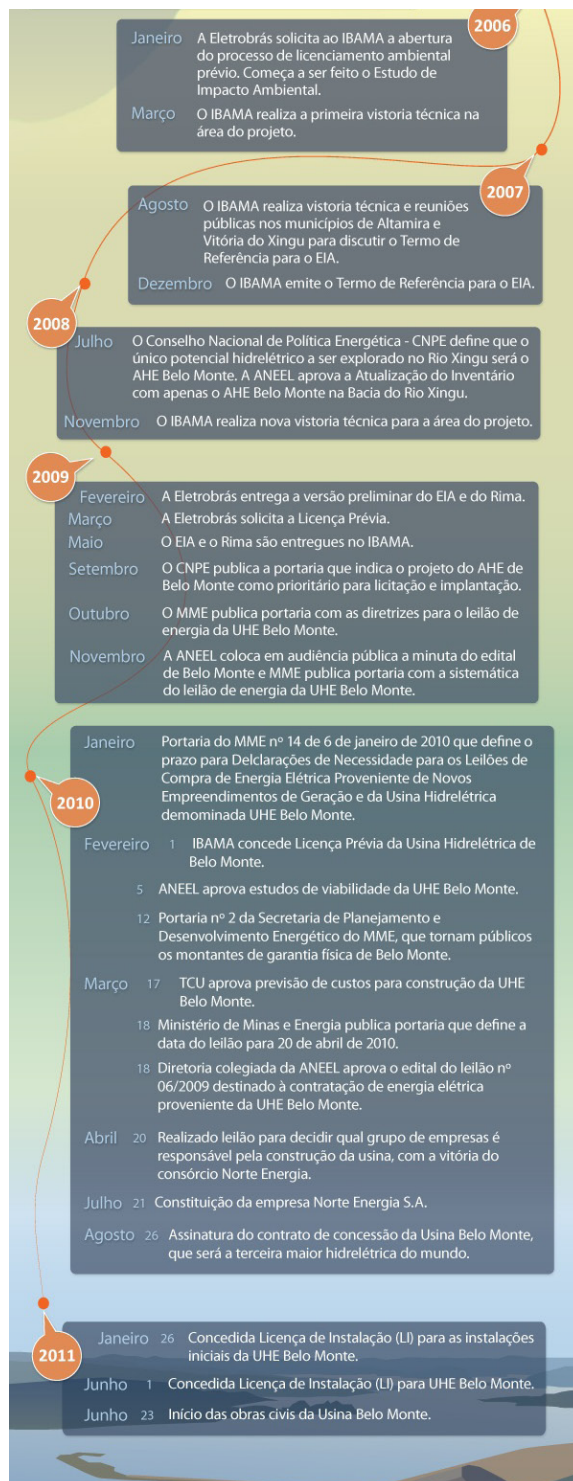 2006
Janeiro A Eletrobrás solicita ao IBAMA a abertura
do processo de licenciamento ambiental
prévio. Começa a ser feito o Estudo de
Impacto Ambiental.
Março O IBAMA realiza a primeira vistoria técnica na
área do projeto.
2007
Agosto O IBAMA realiza vistoria técnica e reuniões
públicas nos municípios de Altamira e
Vitória do Xingu para discutir o Termo de
Referência para o EIA.
Dezembro O IBAMA emite o Termo de Referência para o EIA.
2008
Julho O Conselho Nacional de Política Energética - CNPE define que o
único potencial hidrelétrico a ser explorado no Rio Xingu será o
AHE Belo Monte. A ANEEL aprova a Atualização do Inventário
com apenas o AHE Belo Monte na Bacia do Rio Xingu.
Novembro O IBAMA realiza nova vistoria técnica para a área do projeto.
2009
Fevereiro A Eletrobrás entrega a versão preliminar do EIA e do Rima.
Março A Eletrobrás solicita a Licença Prévia.
Maio O EIA e o Rima são entregues no IBAMA.
Setembro O CNPE publica a portaria que indica o projeto do AHE de
Belo Monte como prioritário para licitação e implantação.
Outubro O MME publica portaria com as diretrizes para o leilão de
energia da UHE Belo Monte.
Novembro A ANEEL coloca em audiência pública a minuta do edital
de Belo Monte e MME publica portaria com a sistemática
do leilão de energia da UHE Belo Monte.
2010
Janeiro Portaria do MME nº 14 de 6 de janeiro de 2010 que define o
prazo para Delclarações de Necessidade para os Leilões de
Compra de Energia Elétrica Proveniente de Novos
Empreendimentos de Geração e da Usina Hidrelétrica
demominada UHE Belo Monte.
Fevereiro 1 IBAMA concede Licença Prévia da Usina Hidrelétrica de
Belo Monte.
5 ANEEL aprova estudos de viabilidade da UHE Belo Monte.
12 Portaria nº 2 da Secretaria de Planejamento e
Desenvolvimento Energético do MME, que tornam públicos
os montantes de garantia física de Belo Monte.
Março 17 TCU aprova previsão de custos para construção da UHE
Belo Monte.
18 Ministério de Minas e Energia publica portaria que define a
data do leilão para 20 de abril de 2010.
18 Diretoria colegiada da ANEEL aprova o edital do leilão nº
06/2009 destinado à contratação de energia elétrica
proveniente da UHE Belo Monte.
Abril 20 Realizado leilão para decidir qual grupo de empresas é
responsável pela construção da usina, com a vitória do
consórcio Norte Energia.
Julho 21 Constituição da empresa Norte Energia S.A.
Agosto 26 Assinatura do contrato de concessão da Usina Belo Monte,
que será a terceira maior hidrelétrica do mundo.
2011
Janeiro 26 Concedida Licença de Instalação (LI) para as instalações
iniciais da UHE Belo Monte.
Junho 1 Concedida Licença de Instalação (LI) para UHE Belo Monte.
Junho 23 Início das obras civis da Usina Belo Monte.